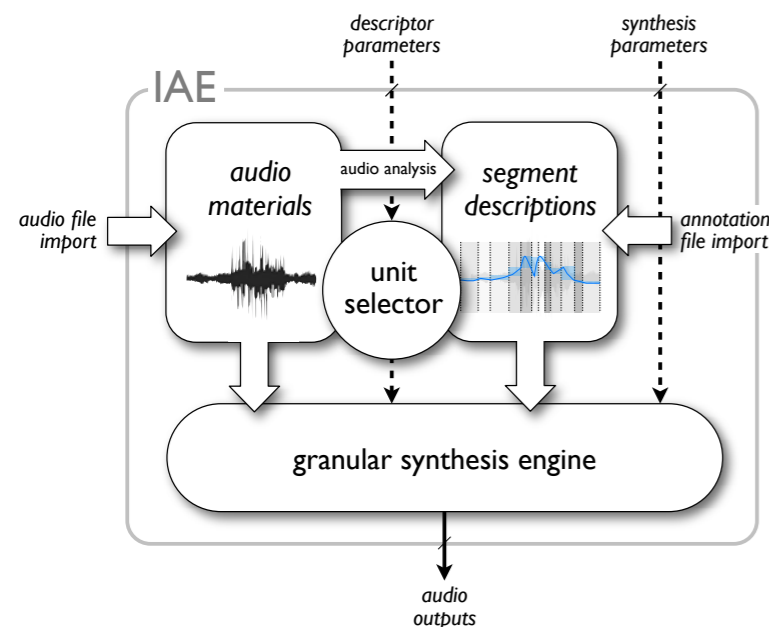 descriptor
parameters
synthesis
parameters
IAE
audio
materials
audio analysis
segment
descriptions
audio file
import
annotation
file import
unit
selector
granular synthesis engine
audio
outputs